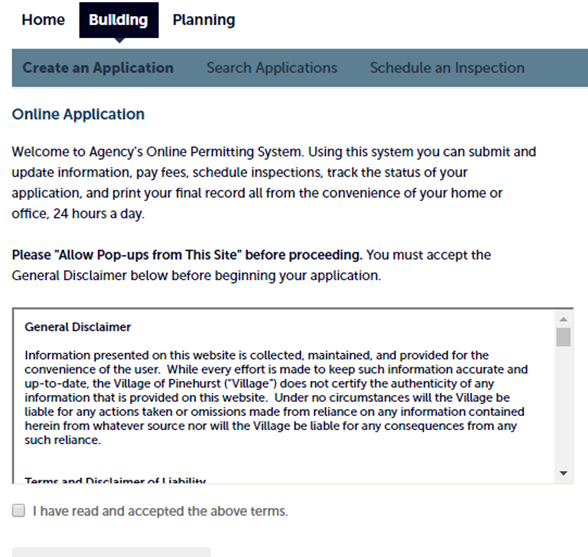 Home Building Planning
Create an Application Search Applications Schedule an Inspection
Online Application
Welcome to Agency's Online Permitting System. Using this system you can submit and
update information, pay fees, schedule inspections, track the status of your
application, and print your final record all from the convenience of your home or
office, 24 hours a day.
Please "Allow Pop-ups from This Site" before proceeding. You must accept the
General Disclaimer below before beginning your application.
General Disclaimer
Information presented on this website is collected, maintained, and provided for the
convenience of the user. While every effort is made to keep such information accurate and
up-to-date, the Village of Pinehurst ("Village") does not certify the authenticity of any
information that is provided on this website. Under no circumstances will the Village be
liable for any actions taken or omissions made from reliance on any information contained
herein from whatever source nor will the Village be liable for any consequences from any
such reliance.
Terms and Disclaimer of Liability
I have read and accepted the above terms.